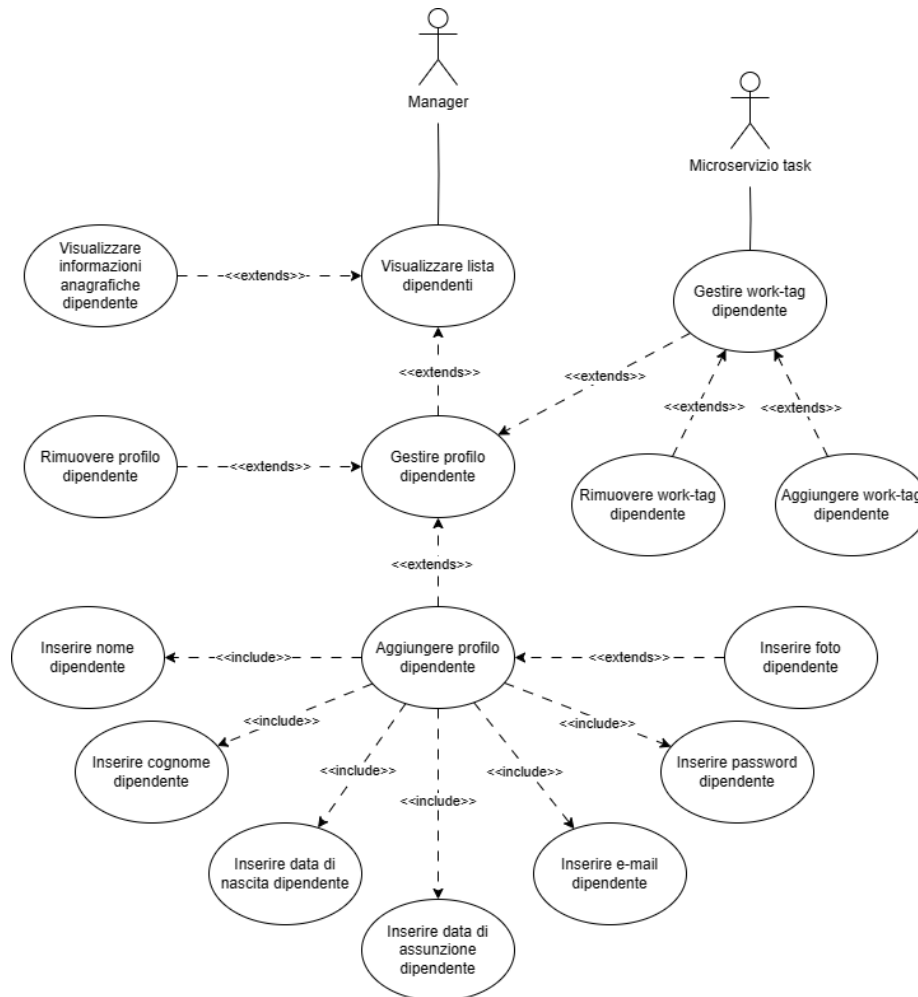 Manager
Microservizio task
Visualizzare
informazioni
anagrafiche
dipendente
<<extends>>
Visualizzare lista
dipendenti
Gestire work-tag
dipendente
<<extends>>
<<extends>>
<<extends>>
<<extends>>
Rimuovere profilo
dipendente
<<extends>>
Gestire profilo
dipendente
Rimuovere work-tag
dipendente
Aggiungere work-tag
dipendente
<<extends>>
Inserire nome
dipendente
<<include>>
Aggiungere profilo
dipendente
<<extends>>
Inserire foto
dipendente
<<include>>
<<include>>
<<include>>
<<include>>
<<include>>
Inserire cognome
dipendente
Inserire password
dipendente
Inserire data di
nascita dipendente
Inserire e-mail
dipendente
Inserire data di
assunzione
dipendente